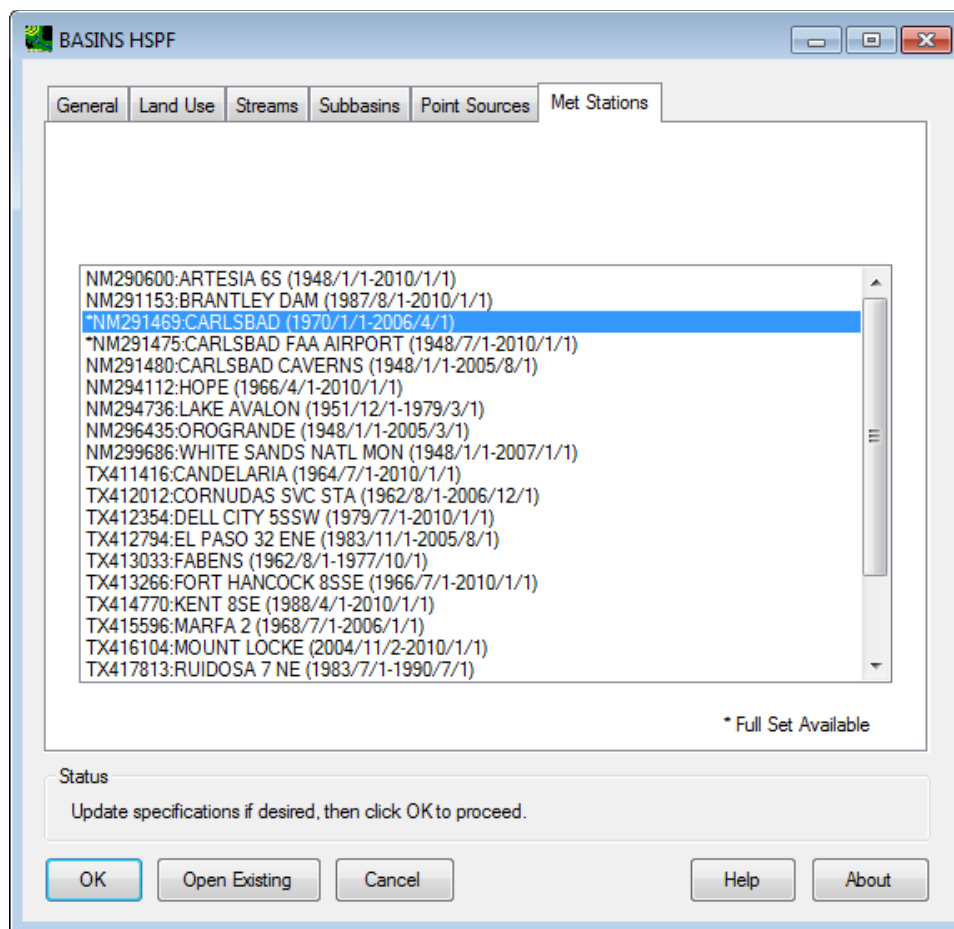 BASINS HSPF
General Land Use Streams Subbasins Point Sources Met Stations
NM290600:ARTESIA 6S (1948/1/1-2010/1/1)
NM291153:BRANTLEY DAM (1987/8/1-2010/1/1)
*NM291469:CARLSBAD (1970/1/1-2006/4/1)
*NM291475:CARLSBAD FAA AIRPORT (1948/7/1-2010/1/1)
NM291480:CARLSBAD CAVERNS (1948/1/1-2005/8/1)
NM294112:HOPE (1966/4/1-2010/1/1)
NM294736:LAKE AVALON (1951/12/1-1979/3/1)
NM296435:OROGRANDE (1948/1/1-2005/3/1)
NM299686:WHITE SANDS NATL MON (1948/1/1-2007/1/1)
TX411416:CANDELARIA (1964/7/1-2010/1/1)
TX412012:CORNUDAS SVC STA (1962/8/1-2006/12/1)
TX412354:DELL CITY 5SSW (1979/7/1-2010/1/1)
TX412794:EL PASO 32 ENE (1983/11/1-2005/8/1)
TX413033:FABENS (1962/8/1-1977/10/1)
TX413266:FORT HANCOCK 8SSE (1966/7/1-2010/1/1)
TX414770:KENT 8SE (1988/4/1-2010/1/1)
TX415596:MARFA 2 (1968/7/1-2006/1/1)
TX416104:MOUNT LOCKE (2004/11/2-2010/1/1)
TX417813:RUIDOSA 7 NE (1983/7/1-1990/7/1)
* Full Set Available
Status
Update specifications if desired, then click OK to proceed.
OK Open Existing Cancel Help About